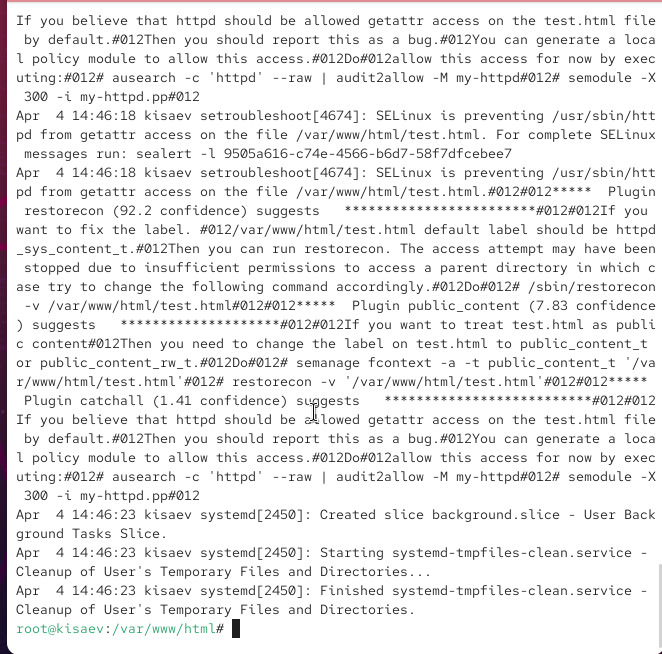 If you believe that httpd should be allowed getattr access on the test.html file
 by default.#012Then you should report this as a bug.#012You can generate a loca
l policy module to allow this access.#012Do#012allow this access for now by exec
uting:#012# ausearch -c 'httpd' --raw | audit2allow -M my-httpd#012# semodule -X
 300 -i my-httpd.pp#012
Apr  4 14:46:18 kisaev setroubleshoot[4674]: SELinux is preventing /usr/sbin/htt
pd from getattr access on the file /var/www/html/test.html. For complete SELinux
 messages run: sealert -l 9505a616-c74e-4566-b6d7-58f7dfcebee7
Apr  4 14:46:18 kisaev setroubleshoot[4674]: SELinux is preventing /usr/sbin/htt
pd from getattr access on the file /var/www/html/test.html.#012#012*****  Plugin
 restorecon (92.2 confidence) suggests   ************************#012#012If you 
want to fix the label. #012/var/www/html/test.html default label should be httpd
_sys_content_t.#012Then you can run restorecon. The access attempt may have been
 stopped due to insufficient permissions to access a parent directory in which c
ase try to change the following command accordingly.#012Do#012# /sbin/restorecon
 -v /var/www/html/test.html#012#012*****  Plugin public_content (7.83 confidence
) suggests   ********************#012#012If you want to treat test.html as publi
c content#012Then you need to change the label on test.html to public_content_t 
or public_content_rw_t.#012Do#012# semanage fcontext -a -t public_content_t '/va
r/www/html/test.html'#012# restorecon -v '/var/www/html/test.html'#012#012***** 
 Plugin catchall (1.41 confidence) suggests   **************************#012#012
If you believe that httpd should be allowed getattr access on the test.html file
 by default.#012Then you should report this as a bug.#012You can generate a loca
l policy module to allow this access.#012Do#012allow this access for now by exec
uting:#012# ausearch -c 'httpd' --raw | audit2allow -M my-httpd#012# semodule -X
 300 -i my-httpd.pp#012
Apr  4 14:46:23 kisaev systemd[2450]: Created slice background.slice - User Back
ground Tasks Slice.
Apr  4 14:46:23 kisaev systemd[2450]: Starting systemd-tmpfiles-clean.service - 
Cleanup of User's Temporary Files and Directories...
Apr  4 14:46:23 kisaev systemd[2450]: Finished systemd-tmpfiles-clean.service - 
Cleanup of User's Temporary Files and Directories.
root@kisaev:/var/www/html#